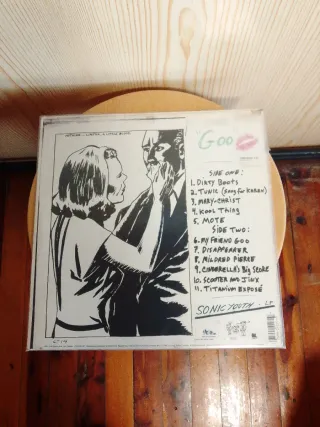 Goo
SIDE ONE:
1. DIRTY BOOTS
2. TUNIC (SONG FOR KAREN)
3. MARY-CHRIST
4. KOOL THING
5. MOTE
SIDE TWO:
6. MY FRIEND GOO
7. DISAPPEARER
8. MILDRED PIERCE
9. CINDERELLA'S BIG SCORE
10. SCOOTER AND JINX
11. TITANIUM EXPOSÉ
SONIC YOUTH - LP